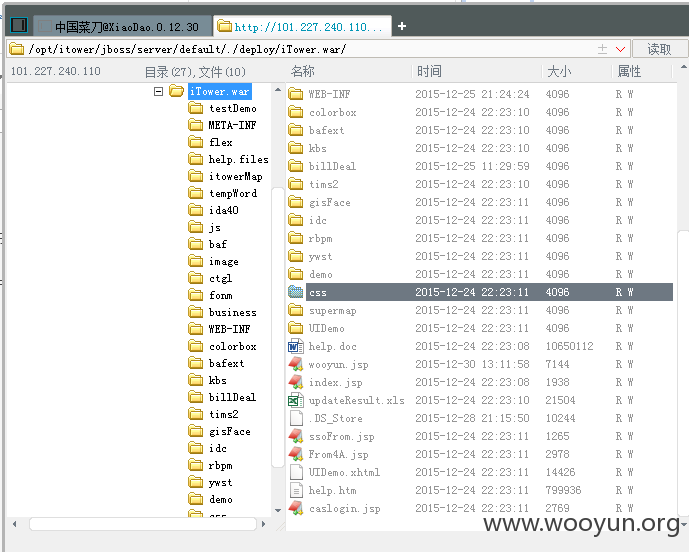 中国菜刀@XiaoDao.0.12.30 http://101.227.240.110... +
/opt/itower/jboss/server/default/./deploy/iTower.war/ 读取
101.227.240.110 目录(27),文件(10) 名称 时间 大小 属性
iTower.war
testDemo
META-INF
flex
help.files
itowerMap
tempWord
ida40
js
baf
image
ctgl
fonm
business
WEB-INF
colorbox
bafext
kbs
billDeal
tims2
gisFace
idc
rbpm
ywst
demo
css
WEB-INF 2015-12-25 21:24:24 4096 R W
colorbox 2015-12-24 22:23:10 4096 R W
bafext 2015-12-24 22:23:10 4096 R W
kbs 2015-12-24 22:23:10 4096 R W
billDeal 2015-12-25 11:29:59 4096 R W
tims2 2015-12-24 22:23:10 4096 R W
gisFace 2015-12-24 22:23:11 4096 R W
idc 2015-12-24 22:23:11 4096 R W
rbpm 2015-12-24 22:23:11 4096 R W
ywst 2015-12-24 22:23:11 4096 R W
demo 2015-12-24 22:23:11 4096 R W
css 2015-12-24 22:23:11 4096 R W
supermap 2015-12-24 22:23:11 4096 R W
UIDemo 2015-12-24 22:23:11 4096 R W
help.doc 2015-12-24 22:23:08 10650112 R W
wooyun.jsp 2015-12-30 13:11:58 7144 R W
index.jsp 2015-12-24 22:23:08 1938 R W
updateResult.xls 2015-12-24 22:23:10 21504 R W
.DS_Store 2015-12-28 21:15:50 10244 R W
ssoFrom.jsp 2015-12-24 22:23:11 1265 R W
From4A.jsp 2015-12-24 22:23:11 2978 R W
UIDemo.xhtml 2015-12-24 22:23:11 14426 R W
help.htm 2015-12-24 22:23:11 799936 R W
caslogin.jsp 2015-12-24 22:23:11 2769 R W
www.wooyun.org